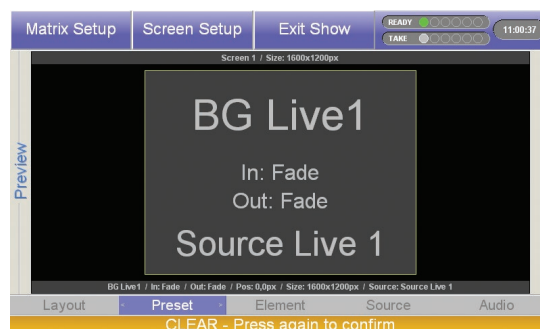 Matrix Setup
Screen Setup
Exit Show
READY
TAKE
11:00:37
Screen 1 / Size: 1600x1200px
Preview
BG Live1
In: Fade
Out: Fade
Source Live 1
BG Live1 / In: Fade / Out: Fade / Pos: 0,0px / Size: 1600x1200px / Source: Source Live 1
Layout
Preset
Element
Source
Audio
CLEAR - Press again to confirm